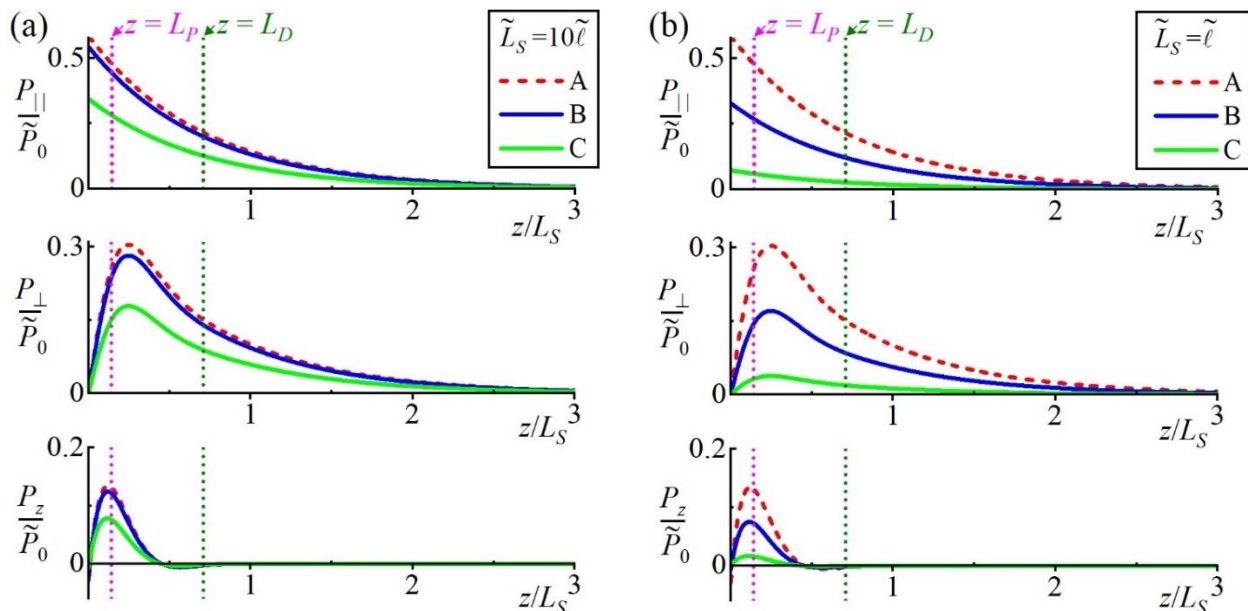 (a)
z = L_P
z = L_D
L̃_S = 10ℓ̃
A
B
C
0.5
0
P_||
P̃_0
1
2
3
z/L_S
0.3
0
P_⊥
P̃_0
1
2
3
z/L_S
0.2
0
P_z
P̃_0
1
2
3
z/L_S
(b)
z = L_P
z = L_D
L̃_S = ℓ̃
A
B
C
0.5
0
P_||
P̃_0
1
2
3
z/L_S
0.3
0
P_⊥
P̃_0
1
2
3
z/L_S
0.2
0
P_z
P̃_0
1
2
3
z/L_S